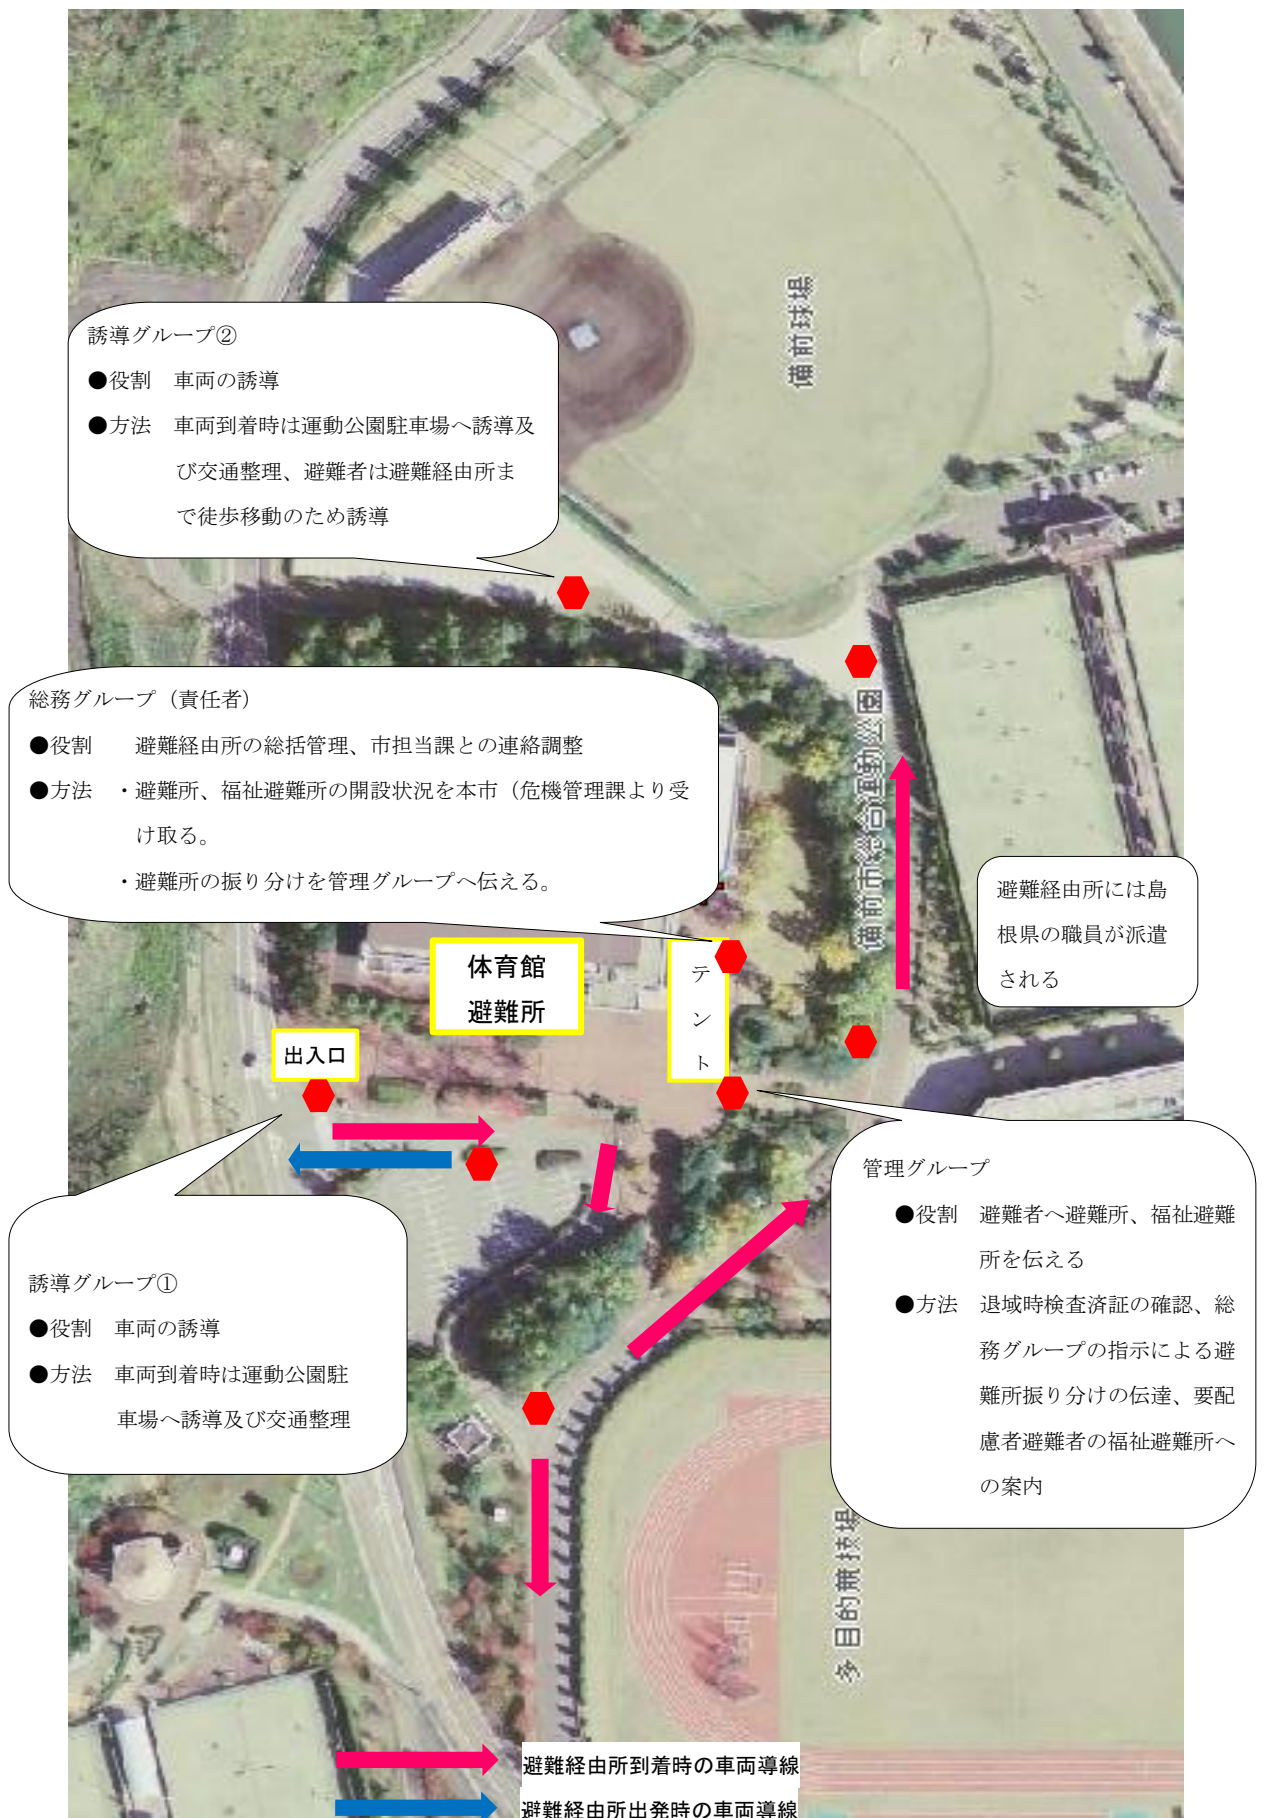 備前球場
誘導グループ②
●役割　車両の誘導
●方法　車両到着時は運動公園駐車場へ誘導及
び交通整理、避難者は避難経由所ま
で徒歩移動のため誘導
総務グループ（責任者）
●役割　　避難経由所の総括管理、市担当課との連絡調整
●方法　・避難所、福祉避難所の開設状況を本市（危機管理課より受
け取る。
・避難所の振り分けを管理グループへ伝える。
備前市総合運動公園
避難経由所には島
根県の職員が派遣
される
体育館
避難所
テント
出入口
管理グループ
●役割　避難者へ避難所、福祉避難
所を伝える
●方法　退域時検査済証の確認、総
務グループの指示による避
難所振り分けの伝達、要配
慮者避難者の福祉避難所へ
の案内
誘導グループ①
●役割　車両の誘導
●方法　車両到着時は運動公園駐
車場へ誘導及び交通整理
多目的競技場
避難経由所到着時の車両導線
避難経由所出発時の車両導線